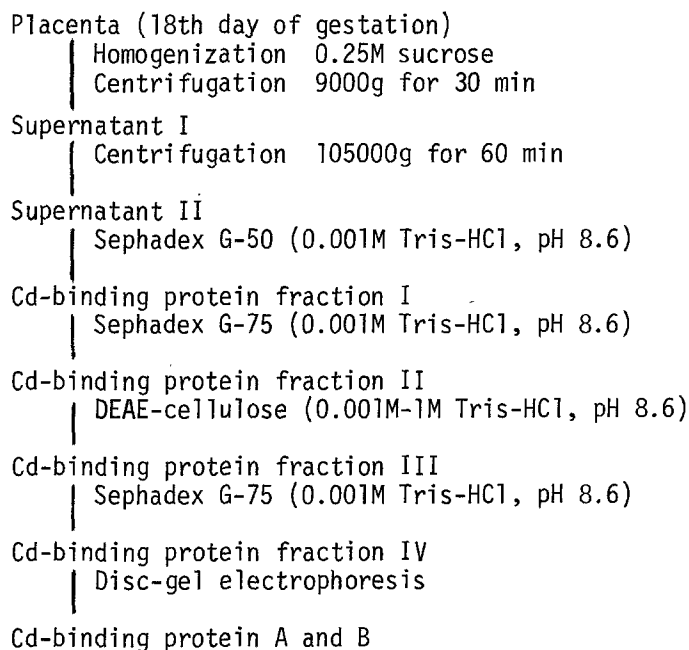 Placenta (18th day of gestation)
Homogenization 0.25M sucrose
Centrifugation 9000g for 30 min
Supernatant I
Centrifugation 105000g for 60 min
Supernatant II
Sephadex G-50 (0.001M Tris-HCl, pH 8.6)
Cd-binding protein fraction I
Sephadex G-75 (0.001M Tris-HCl, pH 8.6)
Cd-binding protein fraction II
DEAE-cellulose (0.001M-1M Tris-HCl, pH 8.6)
Cd-binding protein fraction III
Sephadex G-75 (0.001M Tris-HCl, pH 8.6)
Cd-binding protein fraction IV
Disc-gel electrophoresis
Cd-binding protein A and B